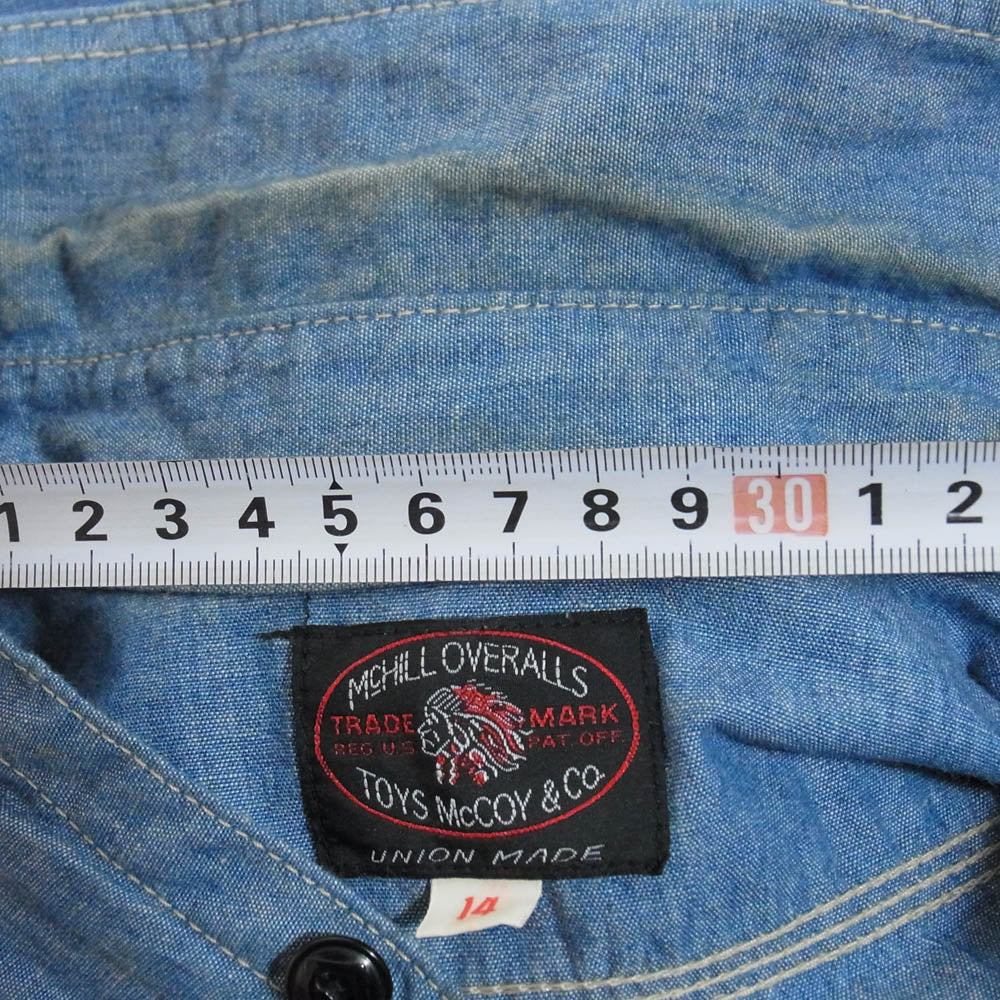 1 2 3 4 5 6 7 8 9 30 1 2
McHILL OVERALLS
TRADE MARK
REG. U.S. PAT. OFF.
TOYS McCOY & Co.
UNION MADE
14